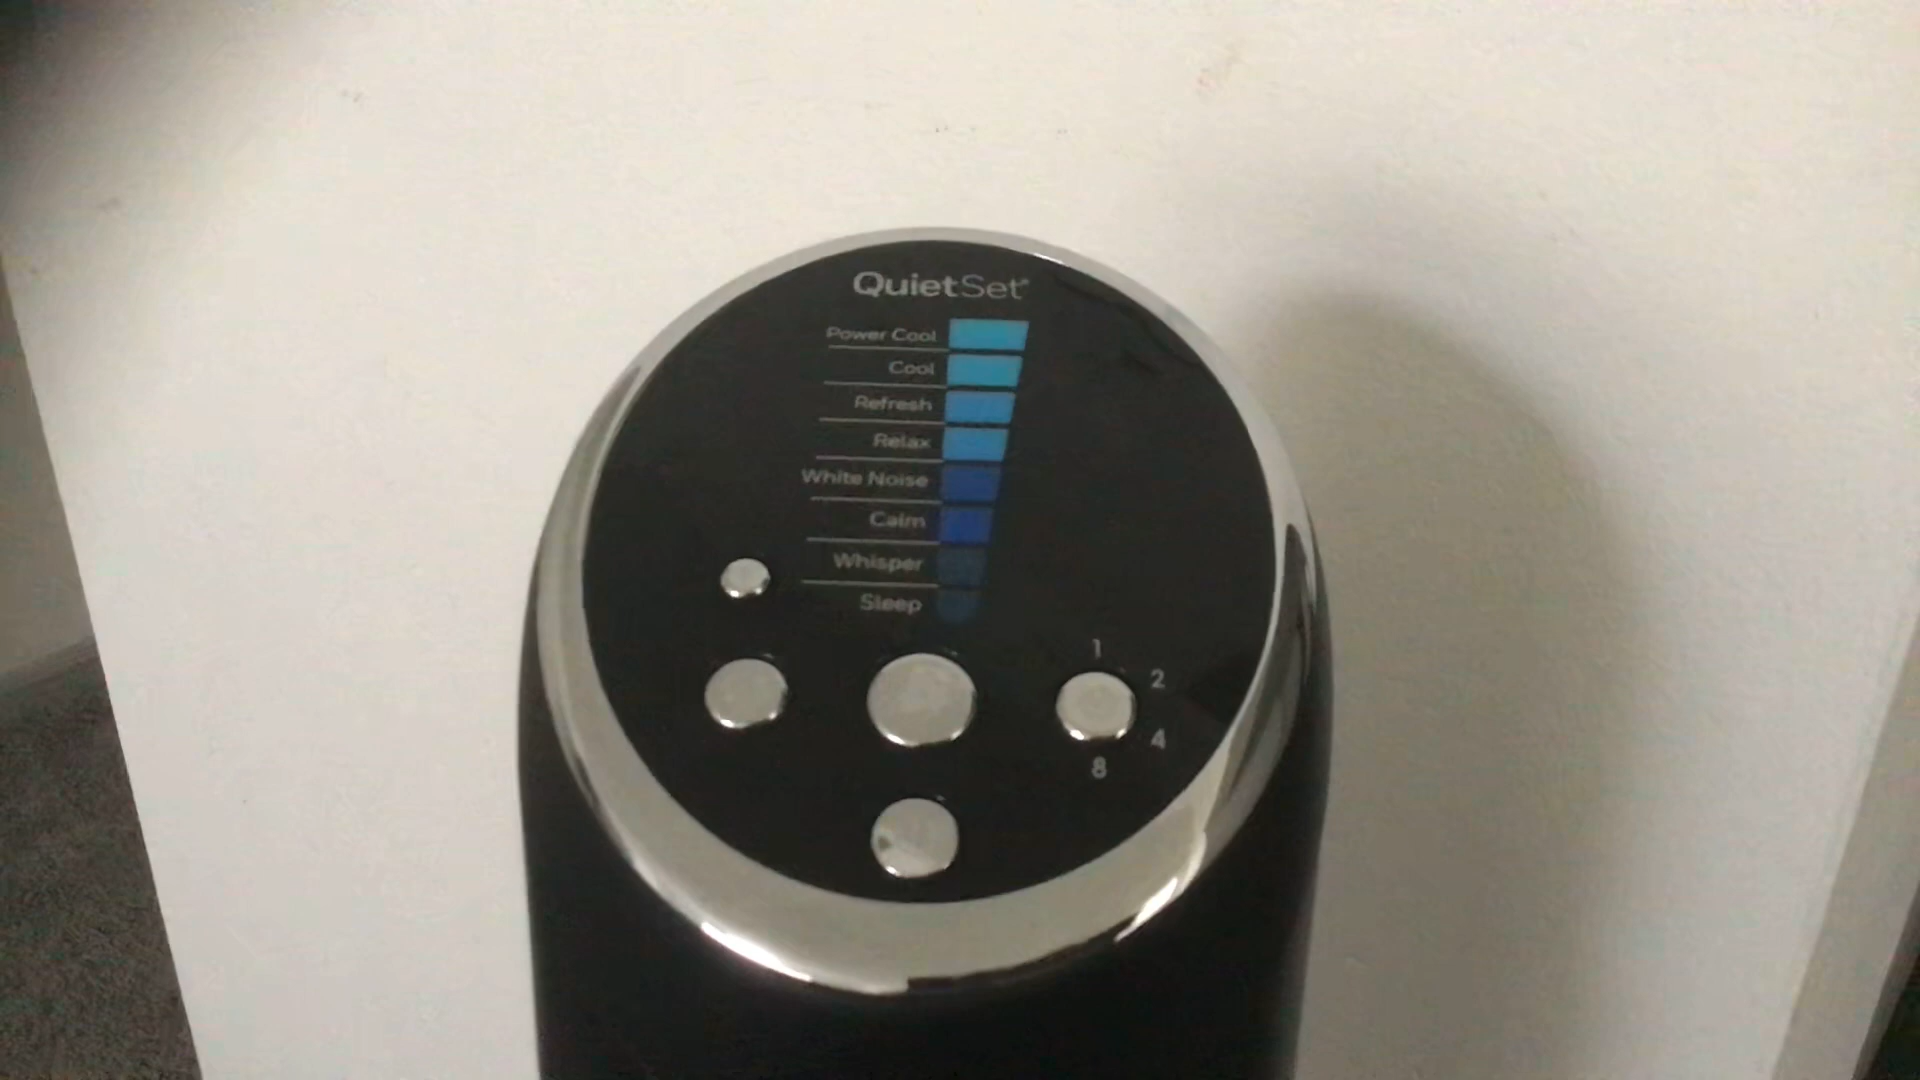 QuietSet
Power Cool
Cool
Refresh
Relax
White Noise
Calm
Whisper
Sleep
1
2
4
8